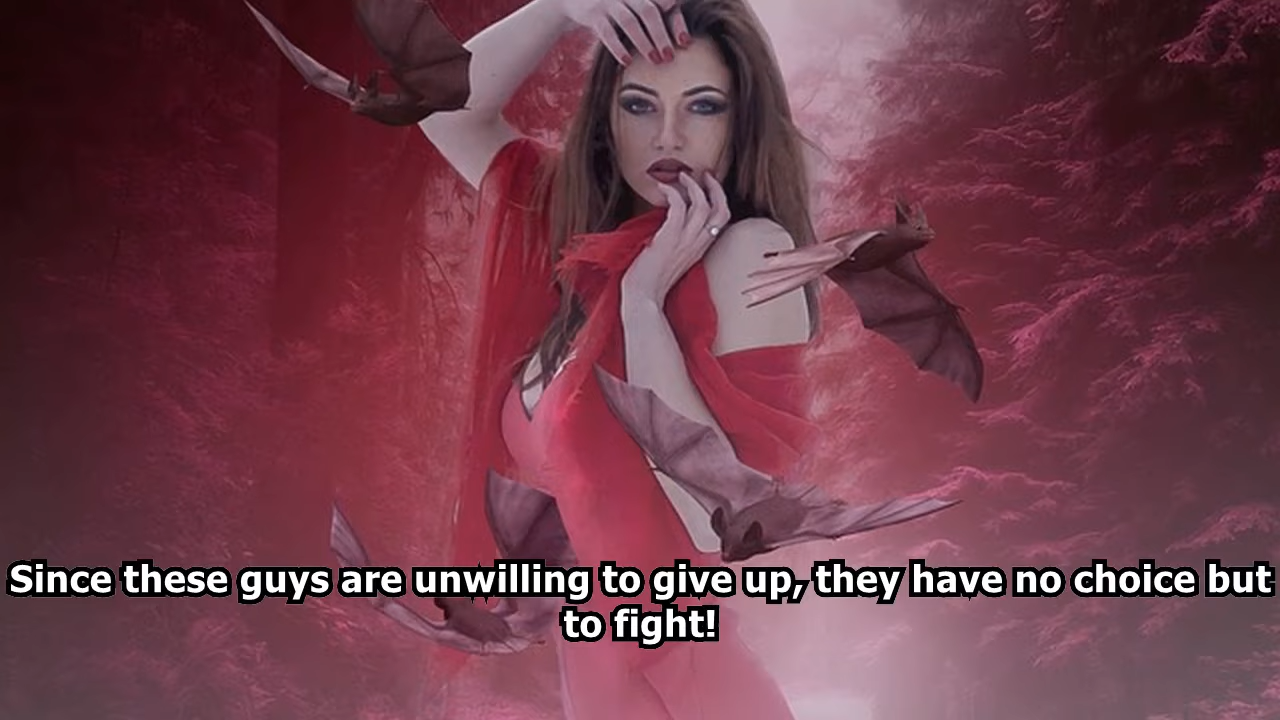 Since these guys are unwilling to give up, they have no choice but
to fight!